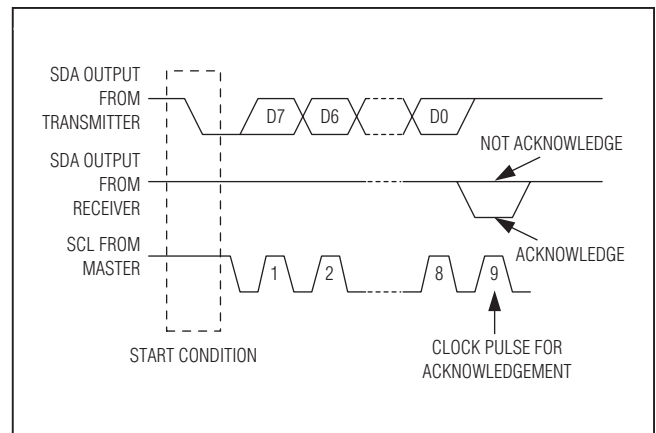 SDA OUTPUT
FROM
TRANSMITTER
D7
D6
D0
NOT ACKNOWLEDGE
SDA OUTPUT
FROM
RECEIVER
ACKNOWLEDGE
SCL FROM
MASTER
1
2
8
9
START CONDITION
CLOCK PULSE FOR
ACKNOWLEDGEMENT